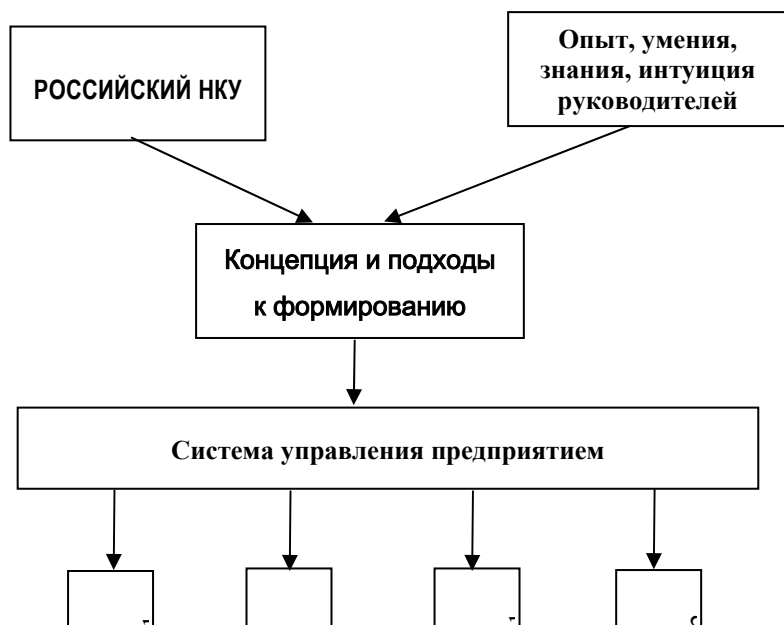 РОССИЙСКИЙ НКУ
Опыт, умения,
знания, интуиция
руководителей
Концепция и подходы
к формированию
Система управления предприятием